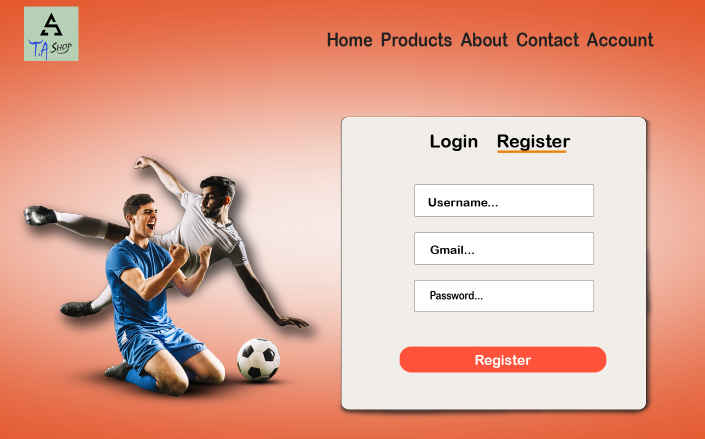 T.A SHOP
Home Products About Contact Account
Login Register
Username...
Gmail...
Password...
Register